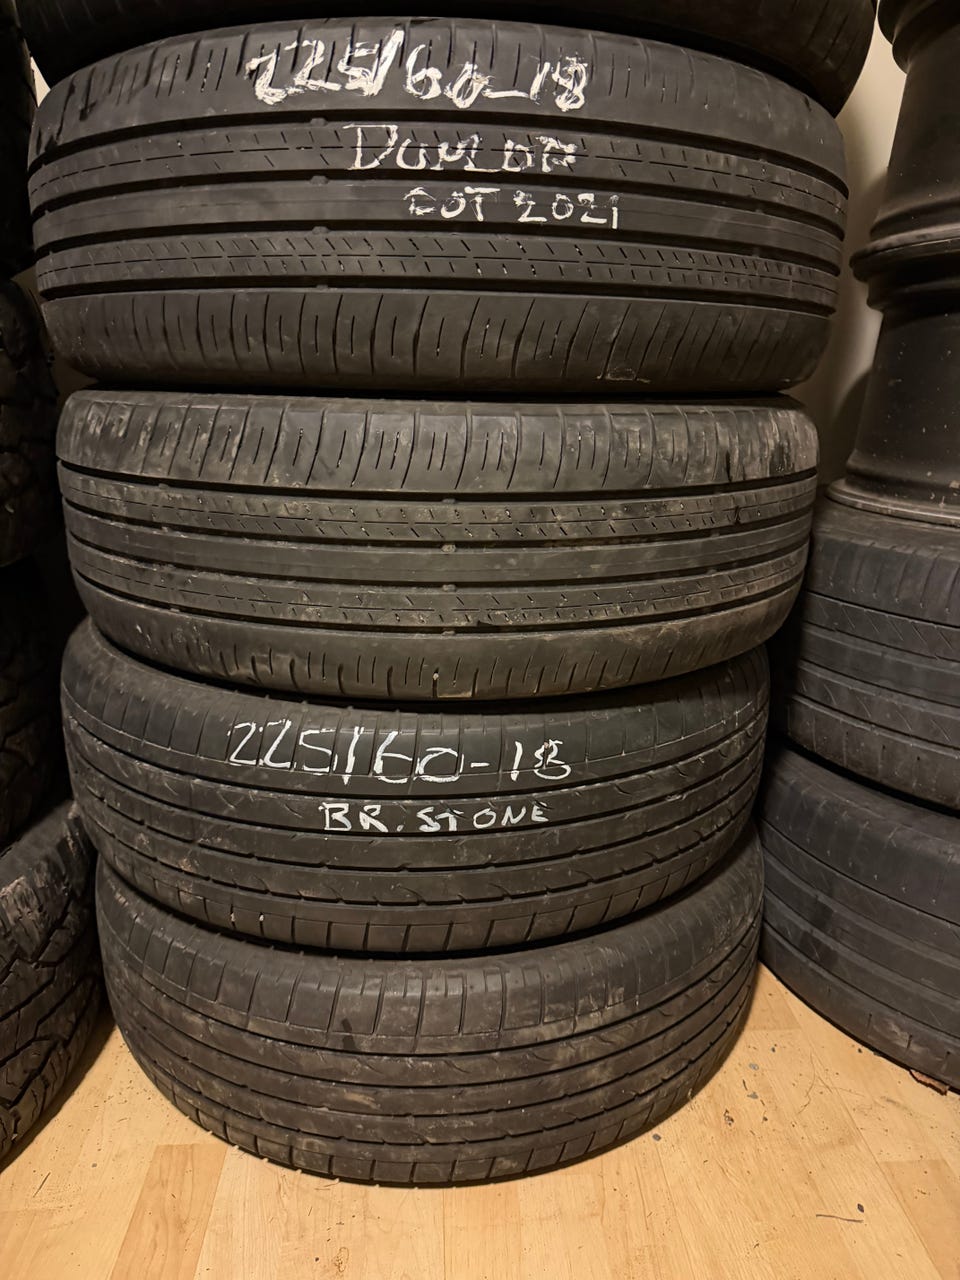 225/60-18
DUNLOP
DOT 2021
225/60-18
BR. STONE